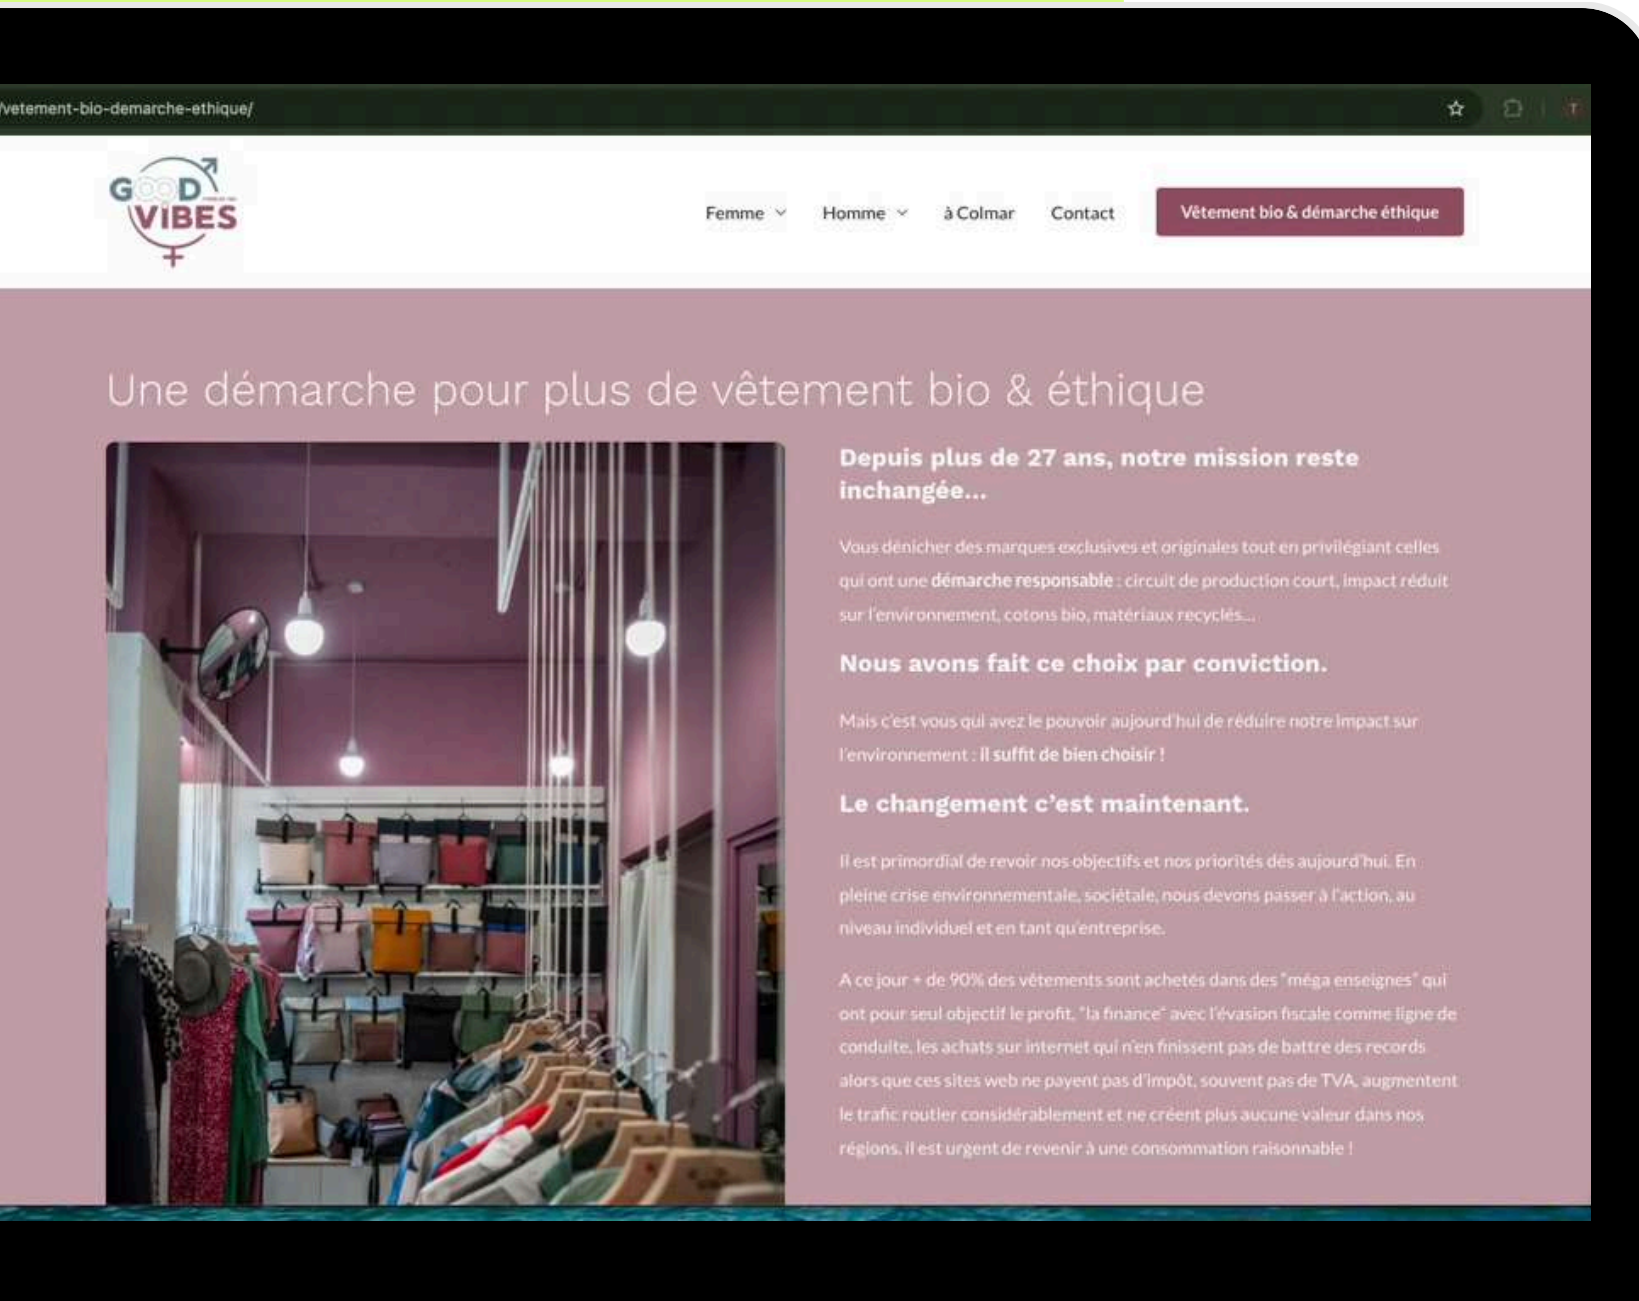 /vetement-bio-demarche-ethique/
GOOD
VIBES
Femme
Homme
à Colmar
Contact
Vêtement bio & démarche éthique
T
Une démarche pour plus de vêtement bio & éthique
Depuis plus de 27 ans, notre mission reste
inchangée...
Vous dénicher des marques exclusives et originales tout en privilégiant celles
qui ont une démarche responsable : circuit de production court, impact réduit
sur l'environnement, cotons bio, matériaux recyclés...
Nous avons fait ce choix par conviction.
Mais c'est vous qui avez le pouvoir aujourd'hui de réduire notre impact sur
l'environnement : il suffit de bien choisir !
Le changement c'est maintenant.
Il est primordial de revoir nos objectifs et nos priorités dès aujourd'hui. En
pleine crise environnementale, sociétale, nous devons passer à l'action, au
niveau individuel et en tant qu'entreprise.
A ce jour + de 90% des vêtements sont achetés dans des "méga enseignes" qui
ont pour seul objectif le profit, "la finance" avec l'évasion fiscale comme ligne de
conduite, les achats sur internet qui n'en finissent pas de battre des records
alors que ces sites web ne payent pas d'impôt, souvent pas de TVA, augmentent
le trafic routier considérablement et ne créent plus aucune valeur dans nos
régions, il est urgent de revenir à une consommation raisonnable !